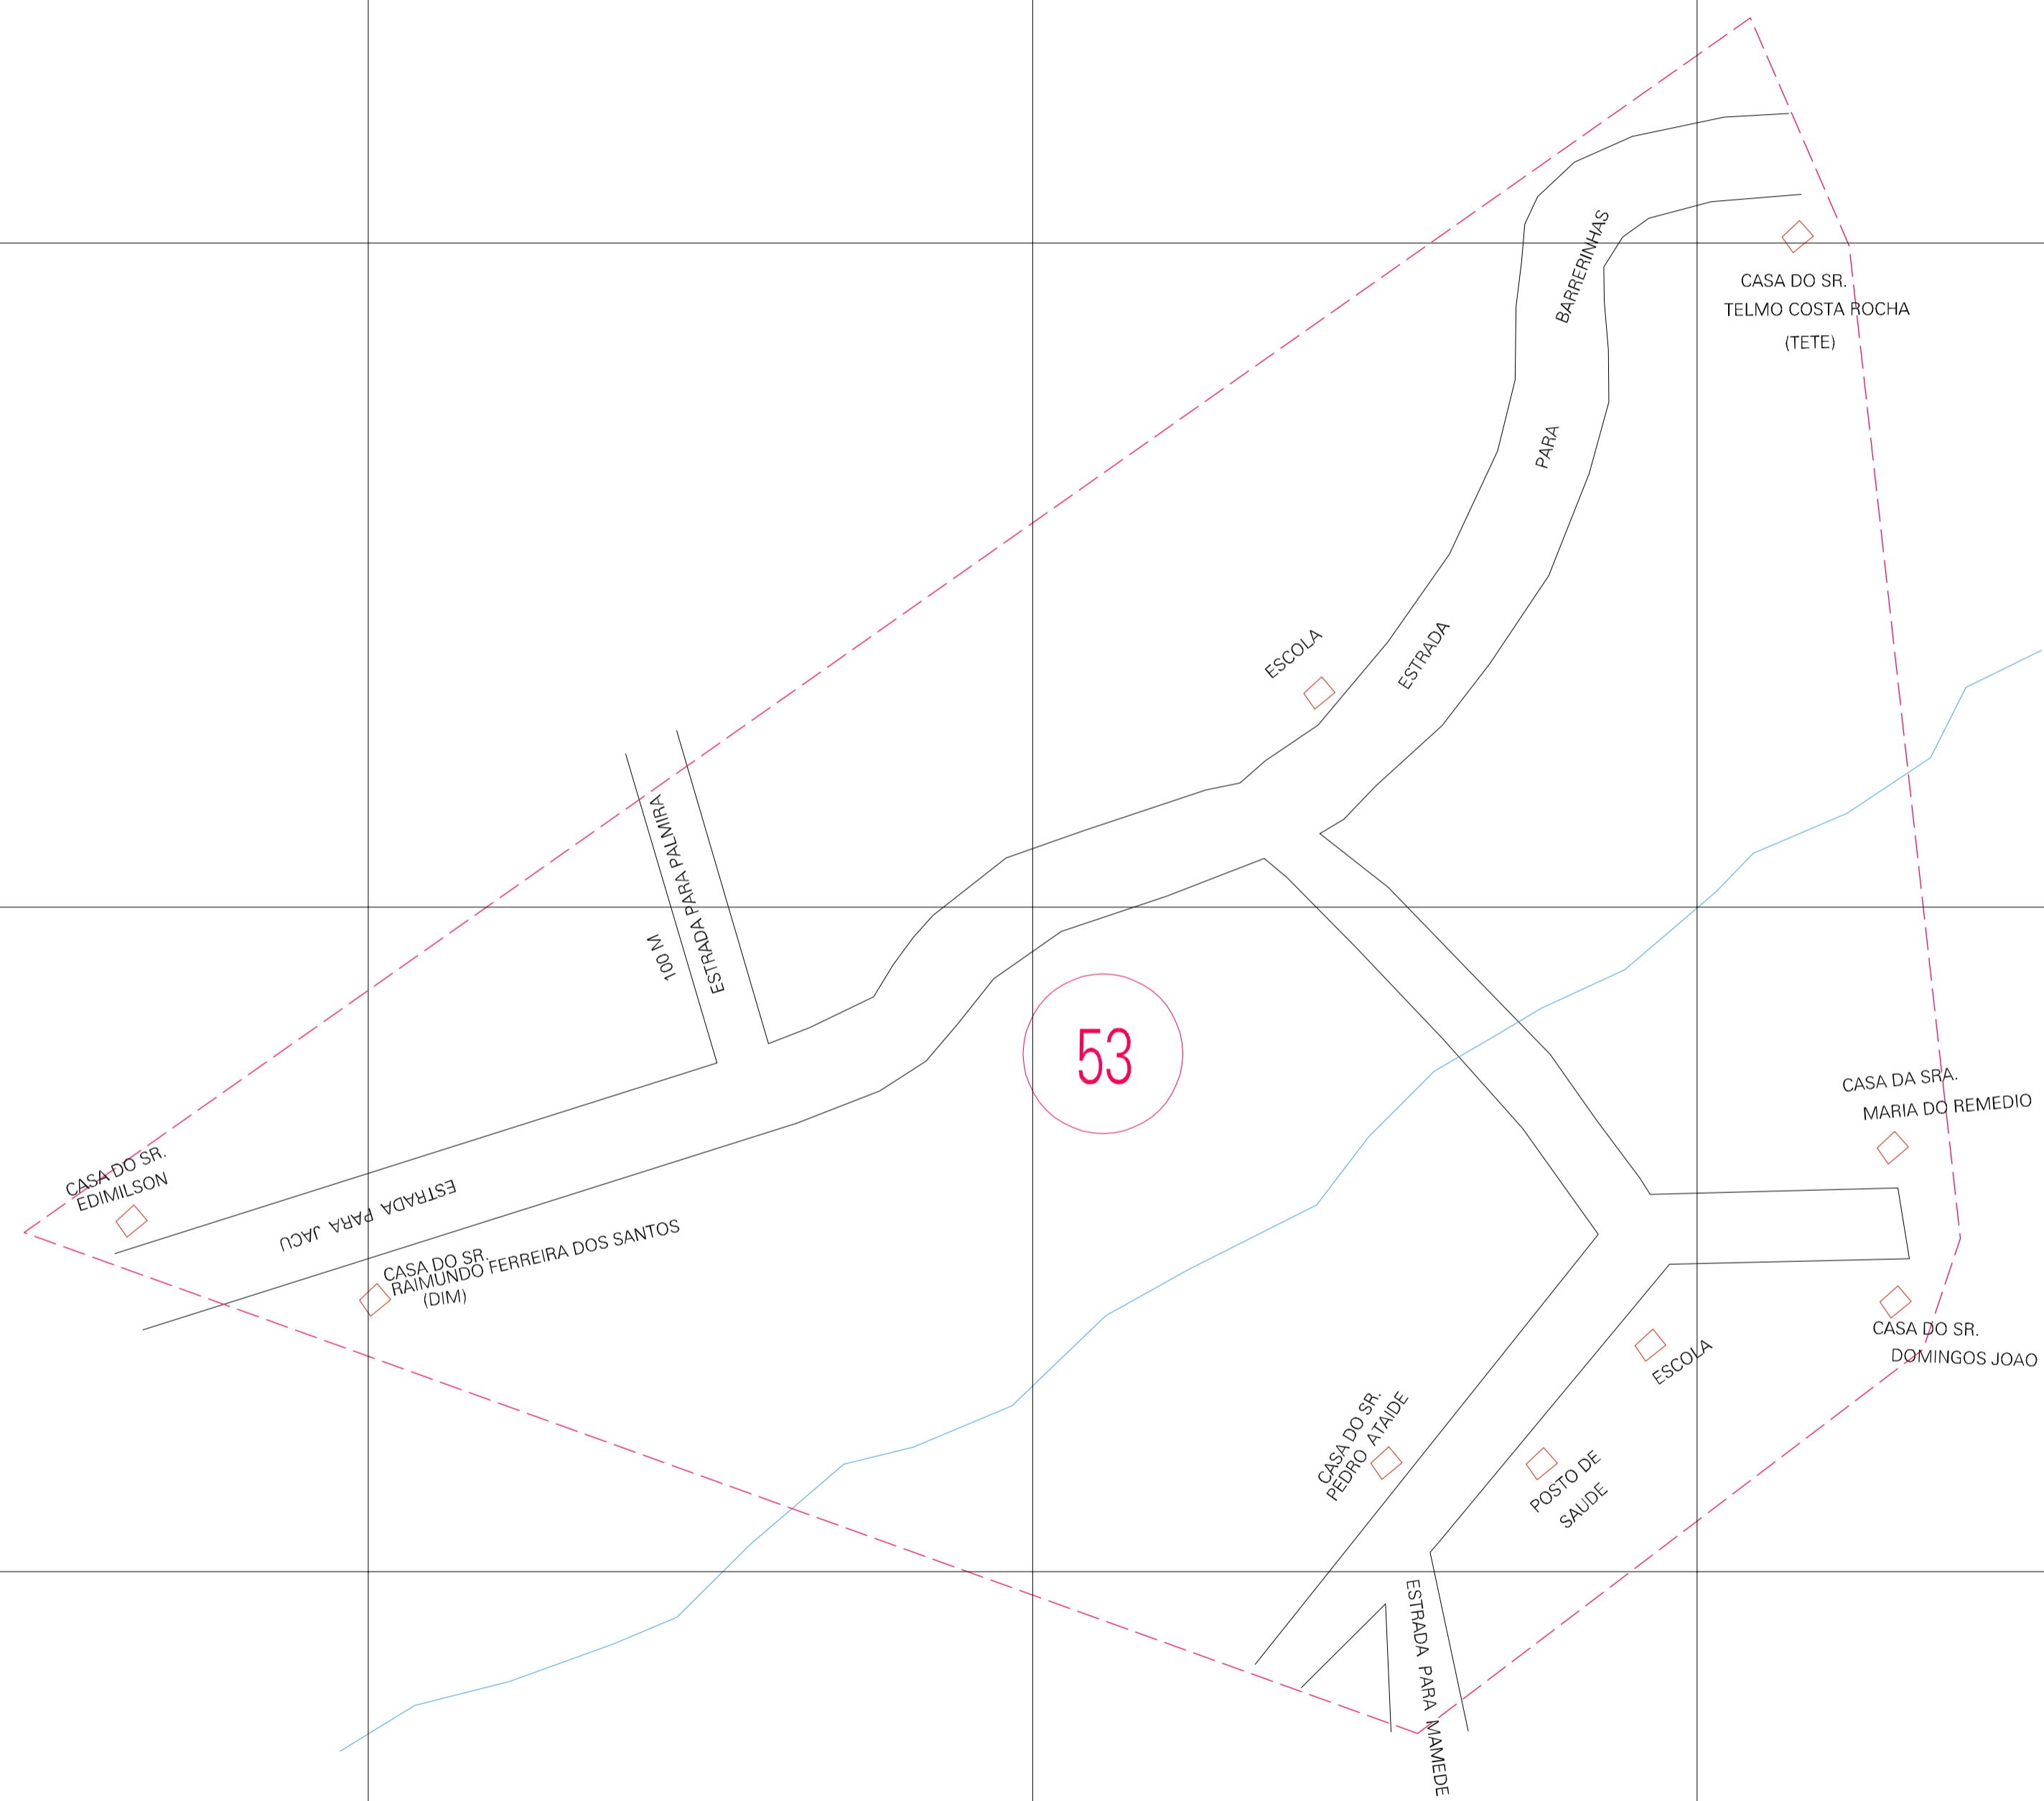 BARRERINHAS
PARA
ESTRADA
CASA DO SR.
TELMO COSTA ROCHA
(TETE)
ESCOLA
ESTRADA PARA PALMIRA
100 M
53
CASA DA SRA.
MARIA DO REMEDIO
CASA DO SR.
EDIMILSON
ESTRADA PARA JACU
CASA DO SR.
RAIMUNDO FERREIRA DOS SANTOS
(DIM)
CASA DO SR.
DOMINGOS JOAO
ESCOLA
CASA DO SR.
PEDRO ATAIDE
POSTO DE
SAUDE
ESTRADA PARA MAMEDE